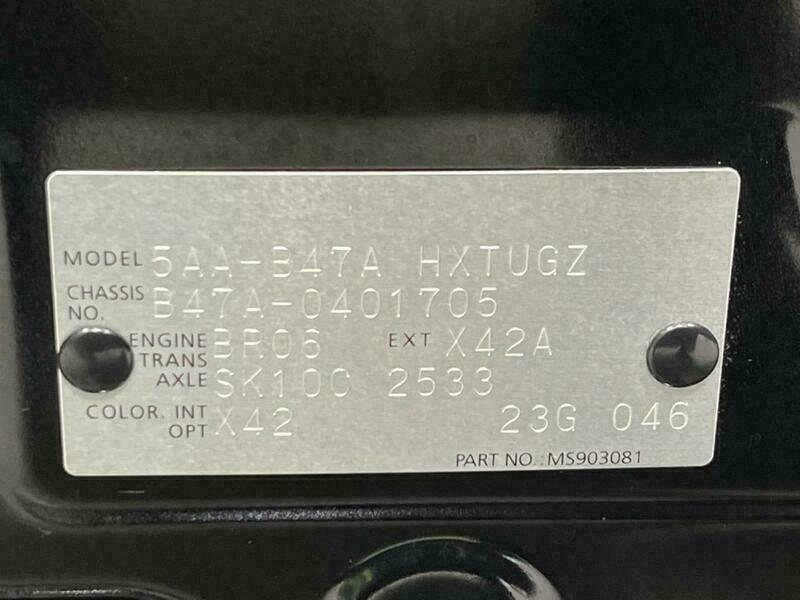 MODEL 5AA-B47A HXTUGZ
CHASSIS NO. B47A-0401705
ENGINE BR06 EXT X42A
TRANS AXLE SK10C 2533
COLOR. INT OPT X42 23G 046
PART NO. : MS903081